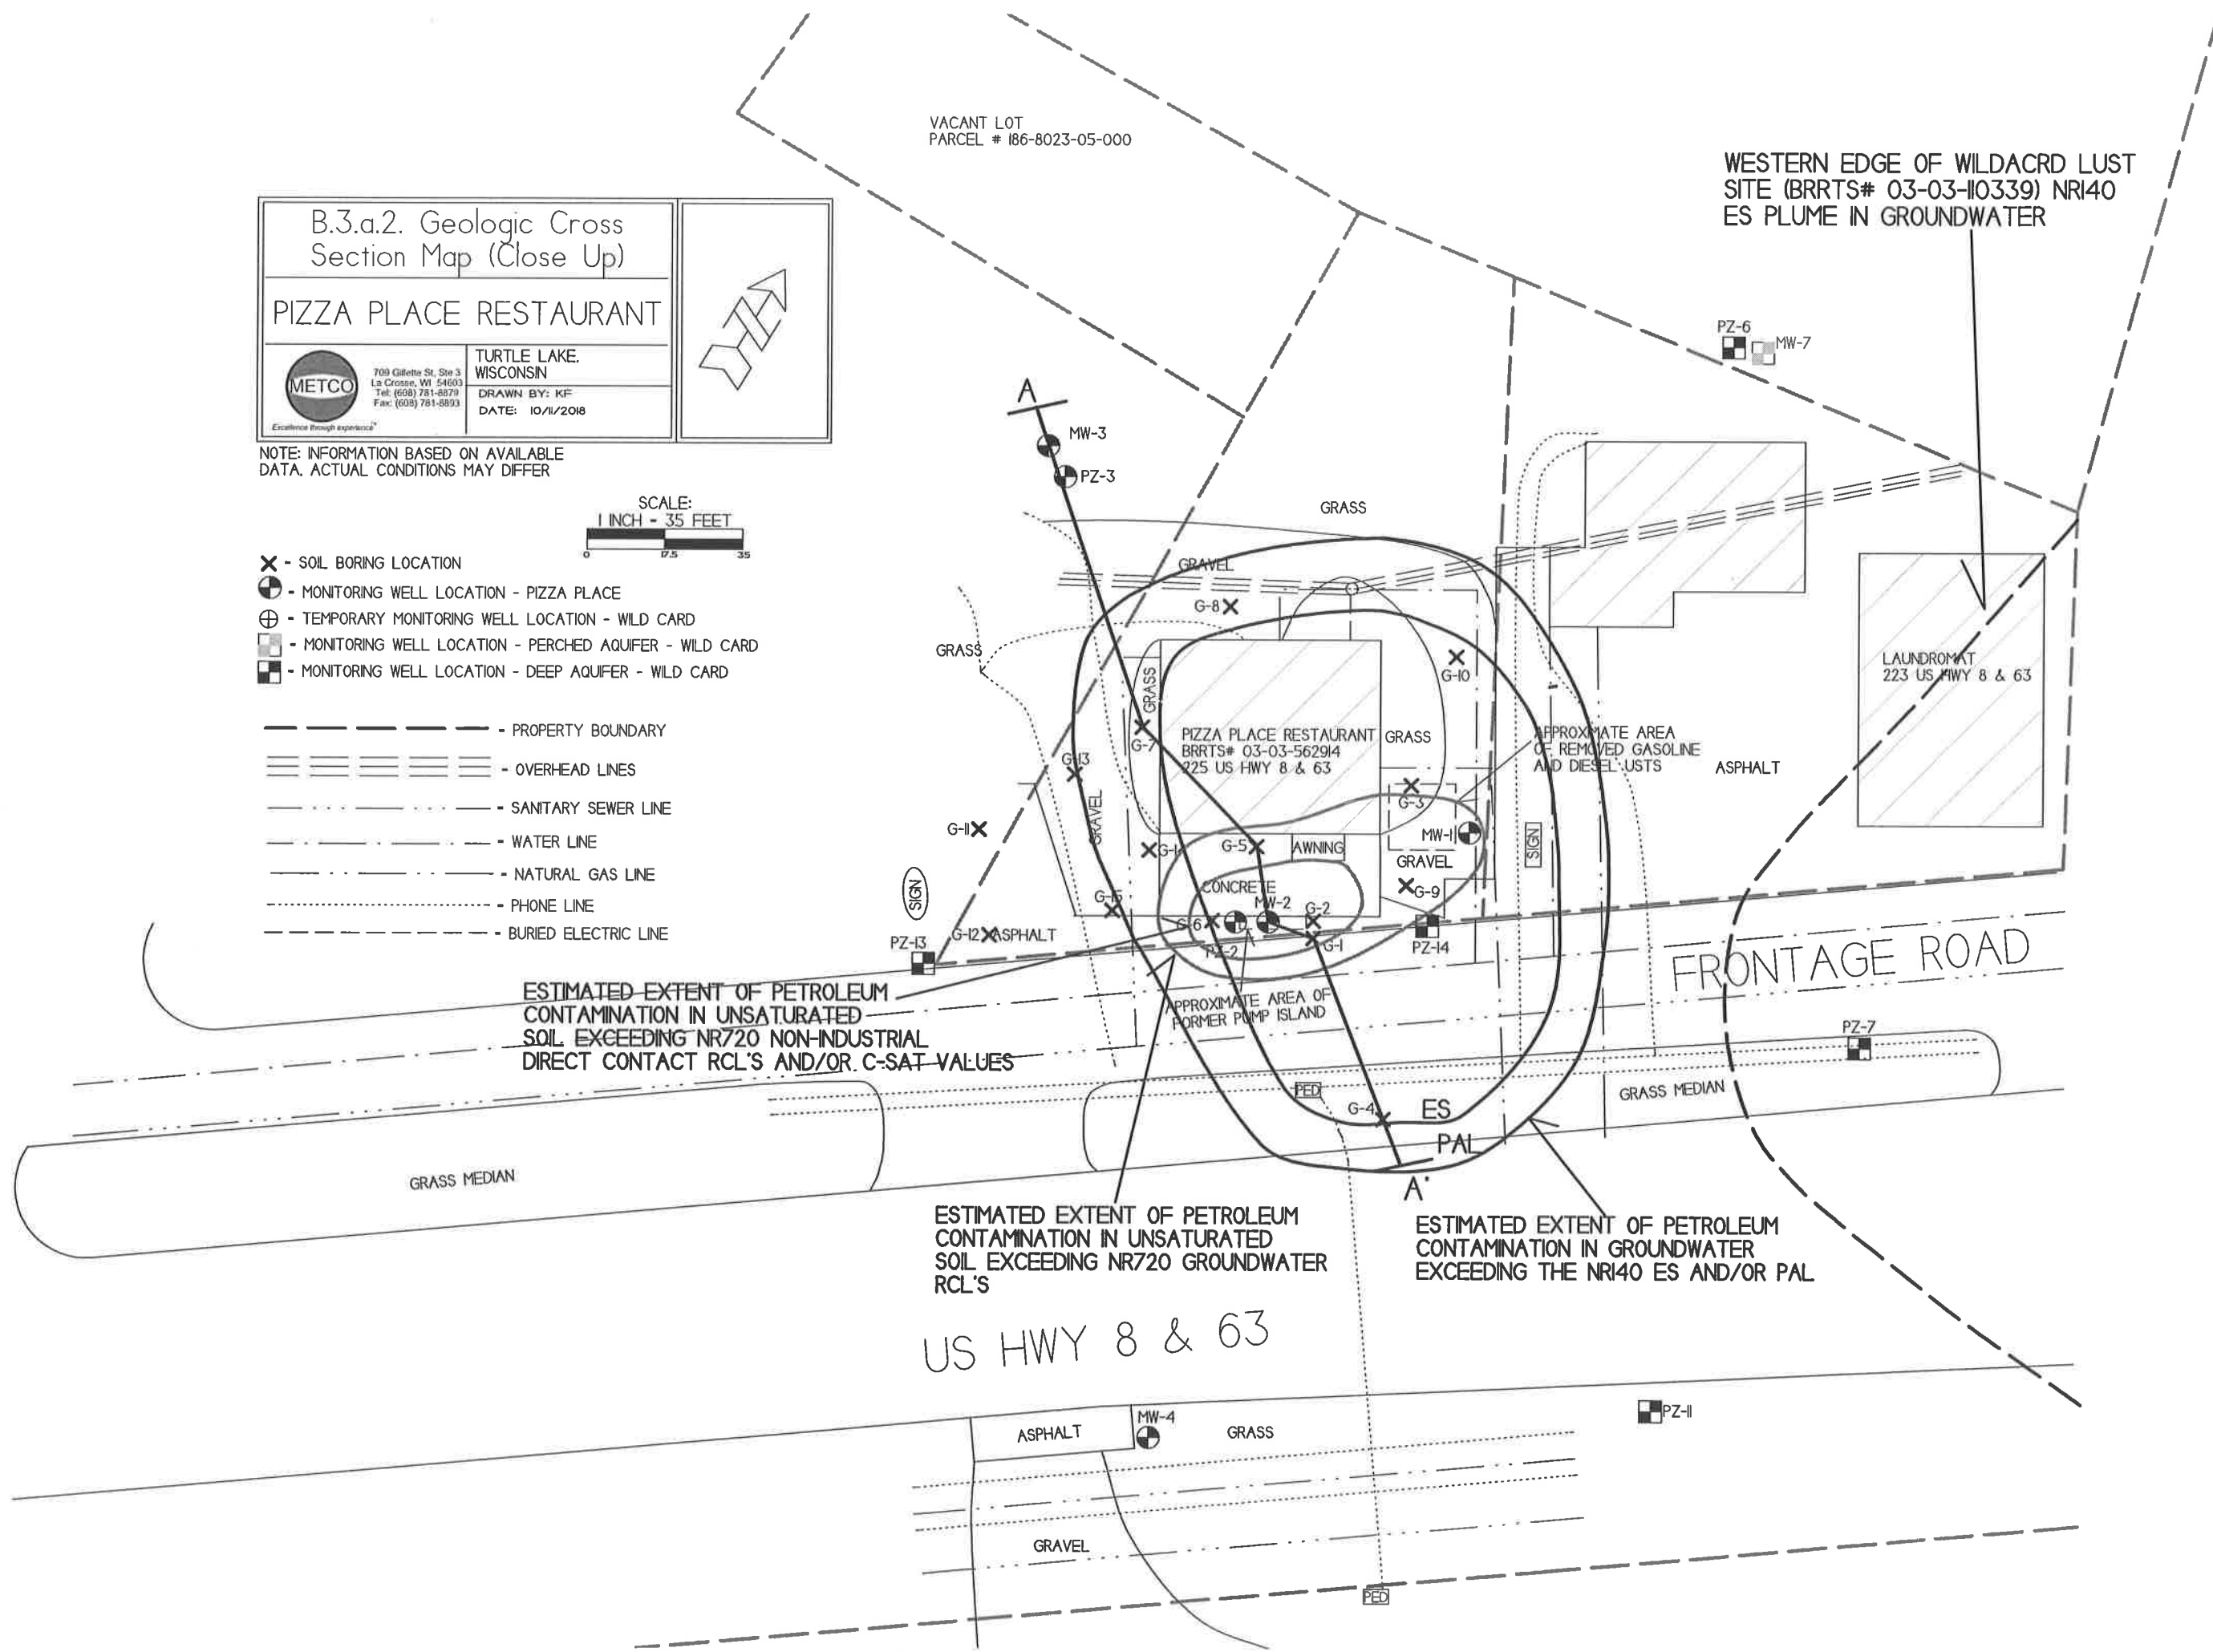 VACANT LOT
PARCEL # 186-8023-05-000
WESTERN EDGE OF WILDACRD LUST
SITE (BRRTS# 03-03-110339) NR140
ES PLUME IN GROUNDWATER
B.3.a.2. Geologic Cross
Section Map (Close Up)
PIZZA PLACE RESTAURANT
METCO
709 Gillette St, Ste 3
La Crosse, WI 54603
Tel: (608) 781-8879
Fax: (608) 781-8893
Excellence through experience
TURTLE LAKE,
WISCONSIN
DRAWN BY: KF
DATE: 10/11/2018
NOTE: INFORMATION BASED ON AVAILABLE
DATA. ACTUAL CONDITIONS MAY DIFFER
SCALE:
1 INCH - 35 FEET
0 17.5 35
- SOIL BORING LOCATION
- MONITORING WELL LOCATION - PIZZA PLACE
- TEMPORARY MONITORING WELL LOCATION - WILD CARD
- MONITORING WELL LOCATION - PERCHED AQUIFER - WILD CARD
- MONITORING WELL LOCATION - DEEP AQUIFER - WILD CARD
- PROPERTY BOUNDARY
- OVERHEAD LINES
- SANITARY SEWER LINE
- WATER LINE
- NATURAL GAS LINE
- PHONE LINE
- BURIED ELECTRIC LINE
N
PZ-6
MW-7
A
MW-3
PZ-3
GRASS
GRAVEL
G-8
GRASS
G-10
LAUNDROMAT
223 US HWY 8 & 63
GRASS
G-7
PIZZA PLACE RESTAURANT
BRRTS# 03-03-562914
225 US HWY 8 & 63
GRASS
APPROXIMATE AREA
OF REMOVED GASOLINE
AND DIESEL USTS
ASPHALT
G-13
GRAVEL
G-3
G-11
G-5
AWNING
MW-1
GRAVEL
SIGN
SIGN
CONCRETE
G-9
G-15
MW-2
G-2
G-6
G-1
PZ-2
PZ-14
PZ-13
G-12
ASPHALT
FRONTAGE ROAD
ESTIMATED EXTENT OF PETROLEUM
CONTAMINATION IN UNSATURATED
SOIL EXCEEDING NR720 NON-INDUSTRIAL
DIRECT CONTACT RCL'S AND/OR C-SAT VALUES
APPROXIMATE AREA OF
FORMER PUMP ISLAND
PZ-7
PED
G-4
ES
GRASS MEDIAN
PAL
GRASS MEDIAN
A'
ESTIMATED EXTENT OF PETROLEUM
CONTAMINATION IN UNSATURATED
SOIL EXCEEDING NR720 GROUNDWATER
RCL'S
ESTIMATED EXTENT OF PETROLEUM
CONTAMINATION IN GROUNDWATER
EXCEEDING THE NR140 ES AND/OR PAL
US HWY 8 & 63
ASPHALT
MW-4
GRASS
PZ-11
GRAVEL
PED